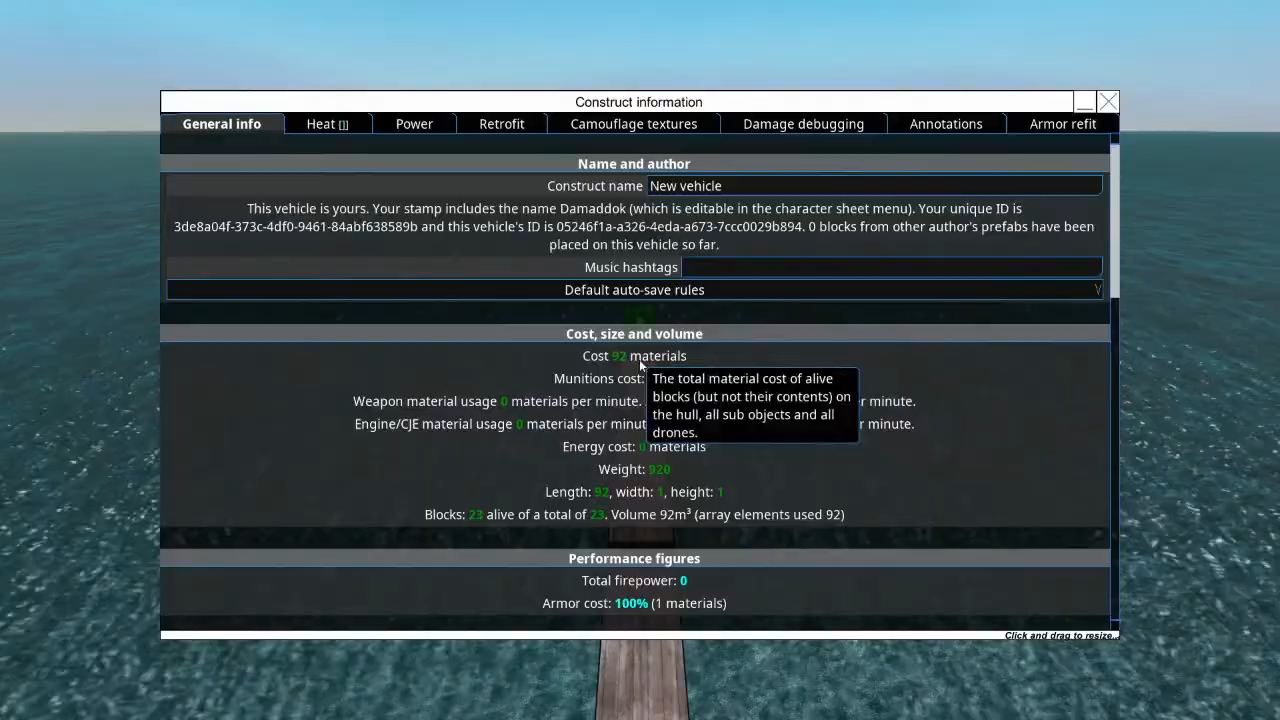 Construct information
General info
Heat []
Power
Retrofit
Camouflage textures
Damage debugging
Annotations
Armor refit
Name and author
Construct name New vehicle
This vehicle is yours. Your stamp includes the name Damaddok (which is editable in the character sheet menu). Your unique ID is
3de8a04f-373c-4df0-9461-84abf638589b and this vehicle's ID is 05246f1a-a326-4eda-a673-7ccc0029b894. 0 blocks from other author's prefabs have been
placed on this vehicle so far.
Music hashtags
Default auto-save rules
Cost, size and volume
Cost 92 materials
Munitions cost:
The total material cost of alive
blocks (but not their contents) on
the hull, all sub objects and all
drones.
Weapon material usage 0 materials per minute. r minute.
Engine/CJE material usage 0 materials per minut r minute.
Energy cost: 0 materials
Weight: 920
Length: 92, width: 1, height: 1
Blocks: 23 alive of a total of 23. Volume 92m³ (array elements used 92)
Performance figures
Total firepower: 0
Armor cost: 100% (1 materials)
Click and drag to resize..